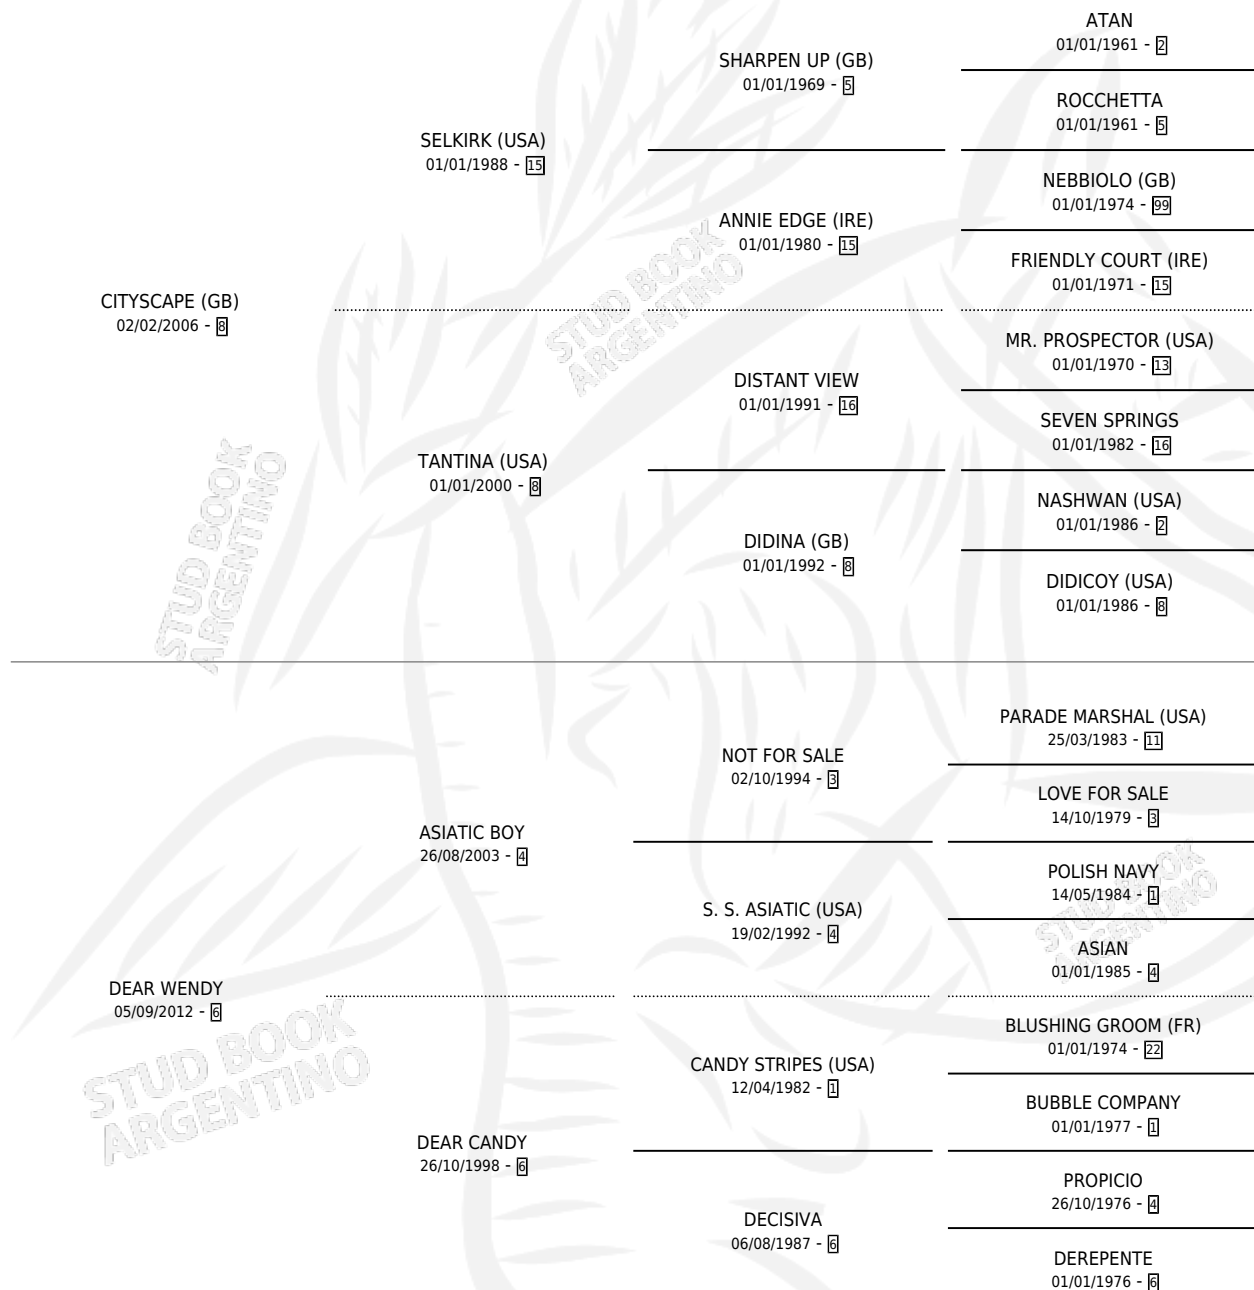 CITYSCAPE (GB)
02/02/2006 - 8
SELKIRK (USA)
01/01/1988 - 15
SHARPEN UP (GB)
01/01/1969 - 5
ATAN
01/01/1961 - 2
ROCCHETTA
01/01/1961 - 5
ANNIE EDGE (IRE)
01/01/1980 - 15
NEBBIOLO (GB)
01/01/1974 - 99
FRIENDLY COURT (IRE)
01/01/1971 - 15
TANTINA (USA)
01/01/2000 - 8
DISTANT VIEW
01/01/1991 - 16
MR. PROSPECTOR (USA)
01/01/1970 - 13
SEVEN SPRINGS
01/01/1982 - 16
DIDINA (GB)
01/01/1992 - 8
NASHWAN (USA)
01/01/1986 - 2
DIDICOY (USA)
01/01/1986 - 8
DEAR WENDY
05/09/2012 - 6
ASIATIC BOY
26/08/2003 - 4
NOT FOR SALE
02/10/1994 - 3
PARADE MARSHAL (USA)
25/03/1983 - 11
LOVE FOR SALE
14/10/1979 - 3
S. S. ASIATIC (USA)
19/02/1992 - 4
POLISH NAVY
14/05/1984 - 1
ASIAN
01/01/1985 - 4
DEAR CANDY
26/10/1998 - 6
CANDY STRIPES (USA)
12/04/1982 - 1
BLUSHING GROOM (FR)
01/01/1974 - 22
BUBBLE COMPANY
01/01/1977 - 1
DECISIVA
06/08/1987 - 6
PROPICIO
26/10/1976 - 4
DEREPENTE
01/01/1976 - 6
STUD BOOK
ARGENTINO
STUD BOOK
ARGENTINO
STUD BOOK
ARGENTINO
STUD BOOK
ARGENTINO